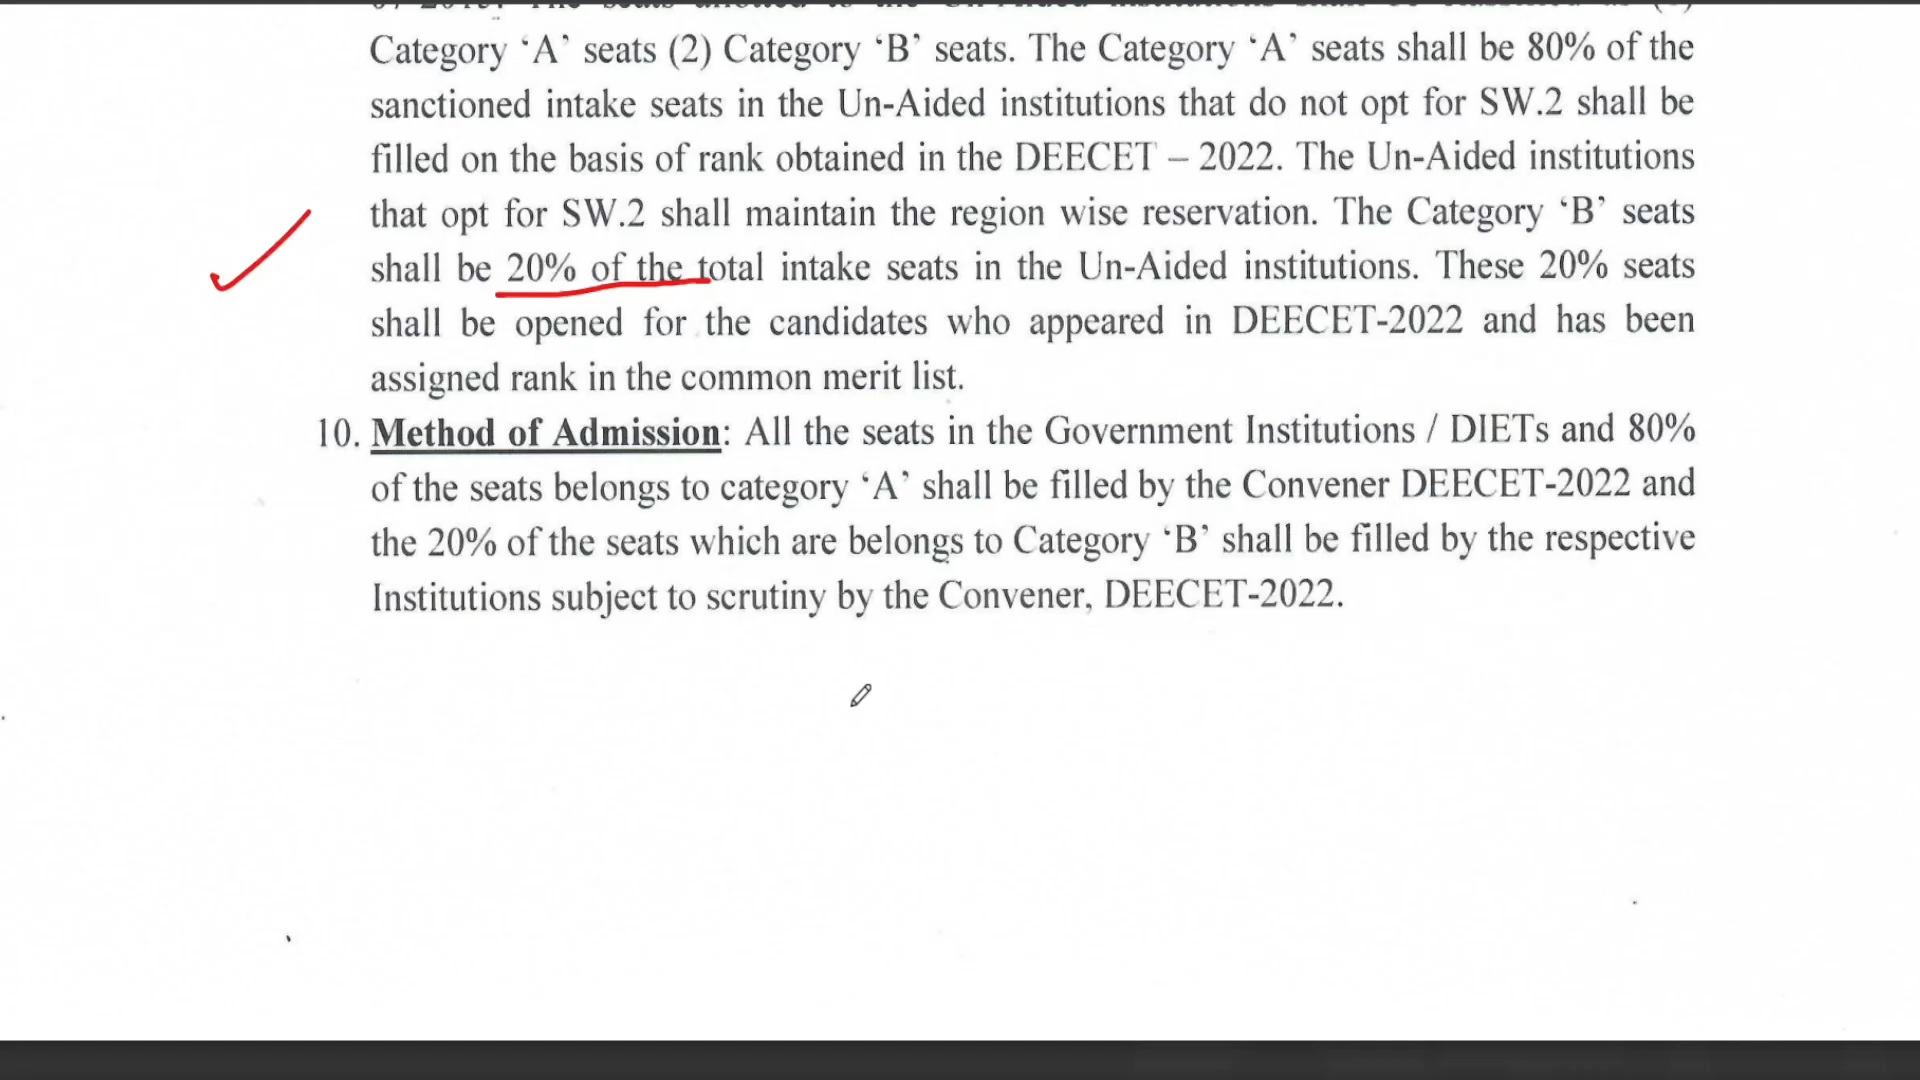 Category ‘A’ seats (2) Category ‘B’ seats. The Category ‘A’ seats shall be 80% of the
sanctioned intake seats in the Un-Aided institutions that do not opt for SW.2 shall be
filled on the basis of rank obtained in the DEECET – 2022. The Un-Aided institutions
that opt for SW.2 shall maintain the region wise reservation. The Category ‘B’ seats
shall be 20% of the total intake seats in the Un-Aided institutions. These 20% seats
shall be opened for the candidates who appeared in DEECET-2022 and has been
assigned rank in the common merit list.
10. Method of Admission: All the seats in the Government Institutions / DIETs and 80%
of the seats belongs to category ‘A’ shall be filled by the Convener DEECET-2022 and
the 20% of the seats which are belongs to Category ‘B’ shall be filled by the respective
Institutions subject to scrutiny by the Convener, DEECET-2022.